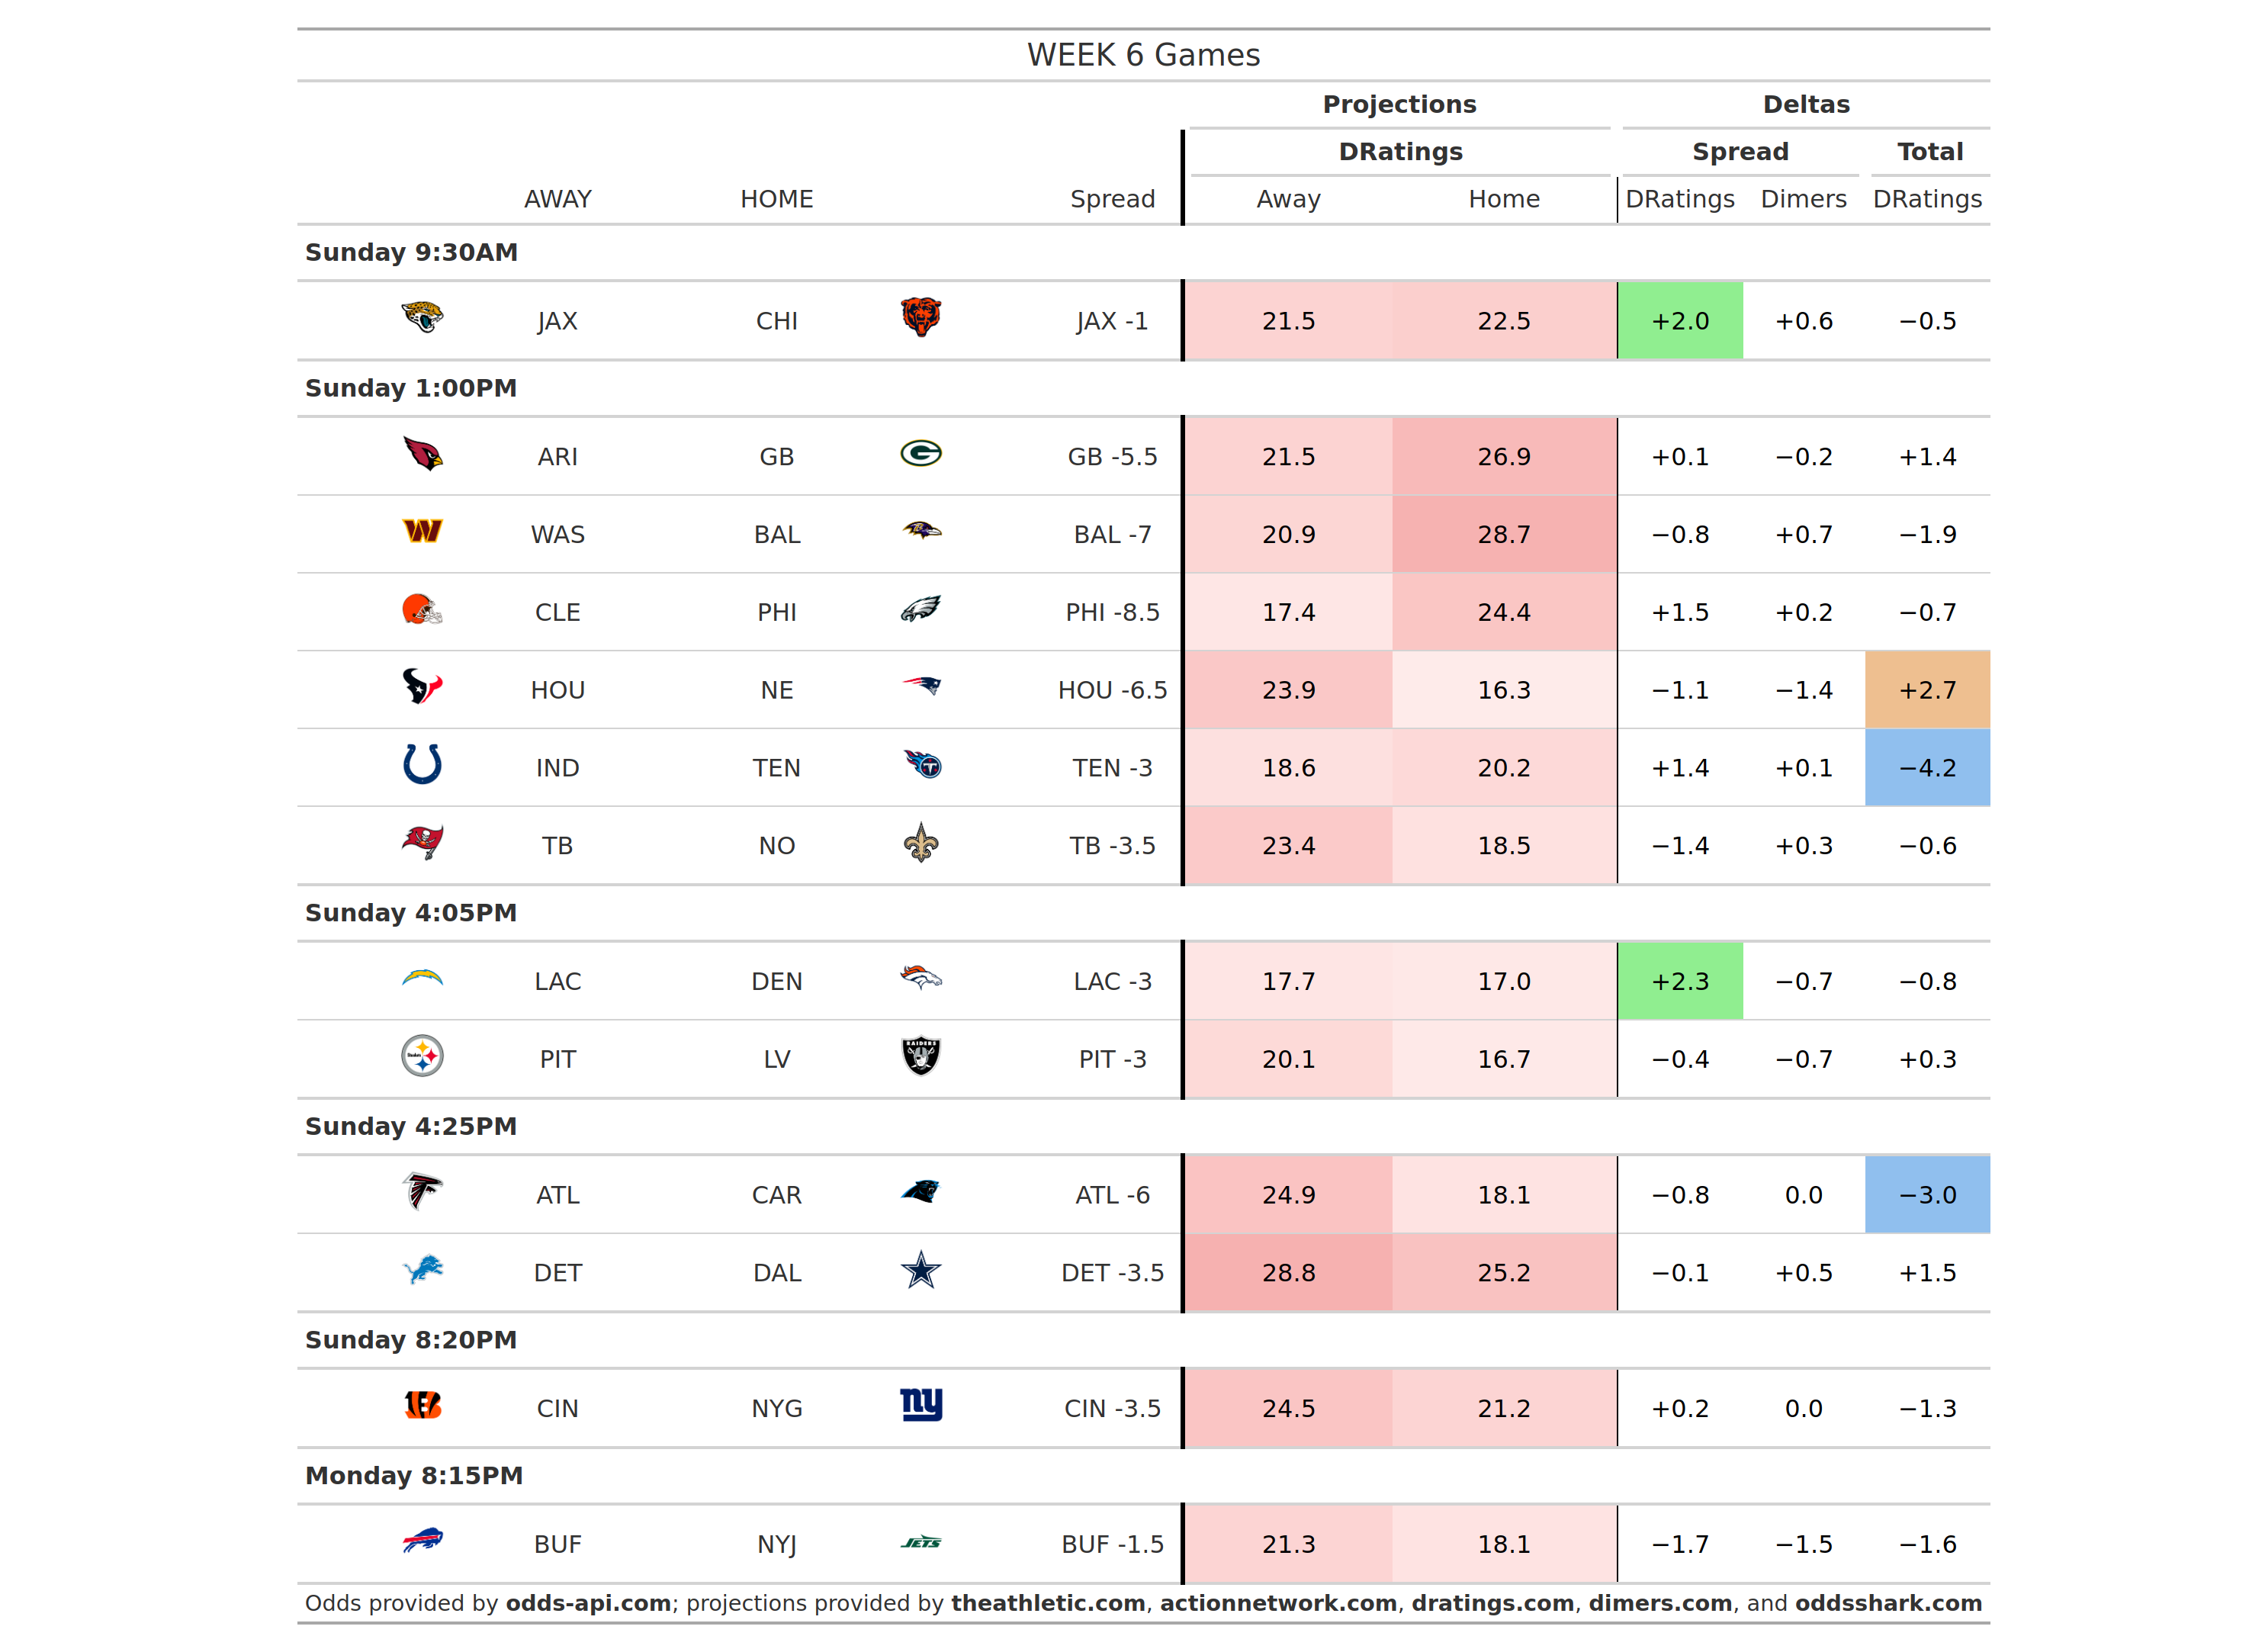 WEEK 6 Games
Projections Deltas
DRatings Spread Total
AWAY HOME Spread Away Home DRatings Dimers DRatings
Sunday 9:30AM
JAX CHI JAX -1 21.5 22.5 +2.0 +0.6 −0.5
Sunday 1:00PM
ARI GB GB -5.5 21.5 26.9 +0.1 −0.2 +1.4
WAS BAL BAL -7 20.9 28.7 −0.8 +0.7 −1.9
CLE PHI PHI -8.5 17.4 24.4 +1.5 +0.2 −0.7
HOU NE HOU -6.5 23.9 16.3 −1.1 −1.4 +2.7
IND TEN TEN -3 18.6 20.2 +1.4 +0.1 −4.2
TB NO TB -3.5 23.4 18.5 −1.4 +0.3 −0.6
Sunday 4:05PM
LAC DEN LAC -3 17.7 17.0 +2.3 −0.7 −0.8
PIT LV RAIDERS PIT -3 20.1 16.7 −0.4 −0.7 +0.3
Sunday 4:25PM
ATL CAR ATL -6 24.9 18.1 −0.8 0.0 −3.0
DET DAL DET -3.5 28.8 25.2 −0.1 +0.5 +1.5
Sunday 8:20PM
CIN NYG ny CIN -3.5 24.5 21.2 +0.2 0.0 −1.3
Monday 8:15PM
BUF NYJ JETS BUF -1.5 21.3 18.1 −1.7 −1.5 −1.6
Odds provided by odds-api.com; projections provided by theathletic.com, actionnetwork.com, dratings.com, dimers.com, and oddsshark.com